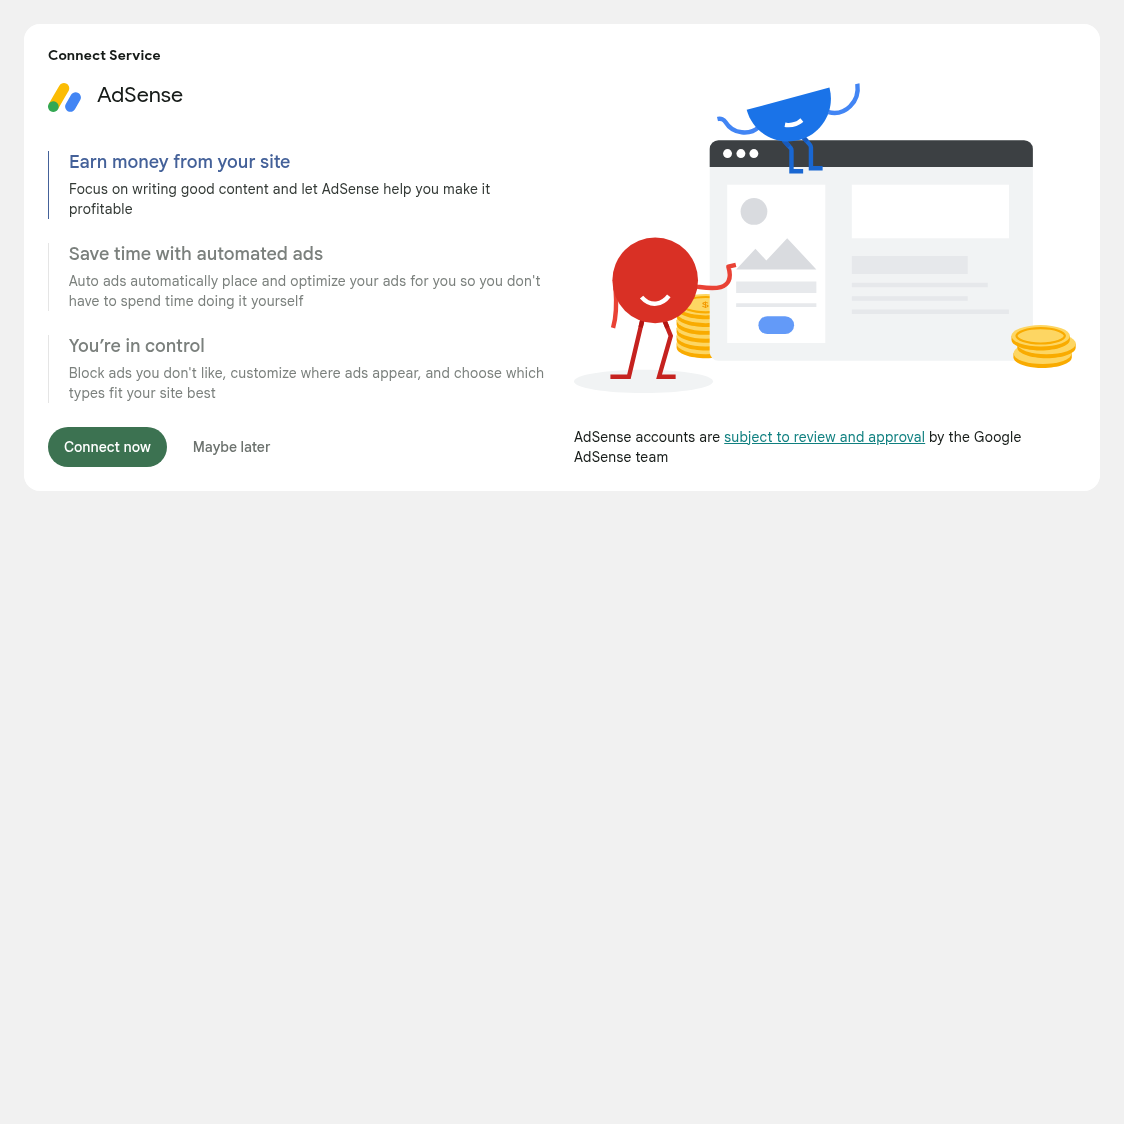 Connect Service
AdSense
Earn money from your site
Focus on writing good content and let AdSense help you make it
profitable
Save time with automated ads
Auto ads automatically place and optimize your ads for you so you don't
have to spend time doing it yourself
You’re in control
Block ads you don't like, customize where ads appear, and choose which
types fit your site best
Connect now
Maybe later
$
AdSense accounts are subject to review and approval by the Google
AdSense team